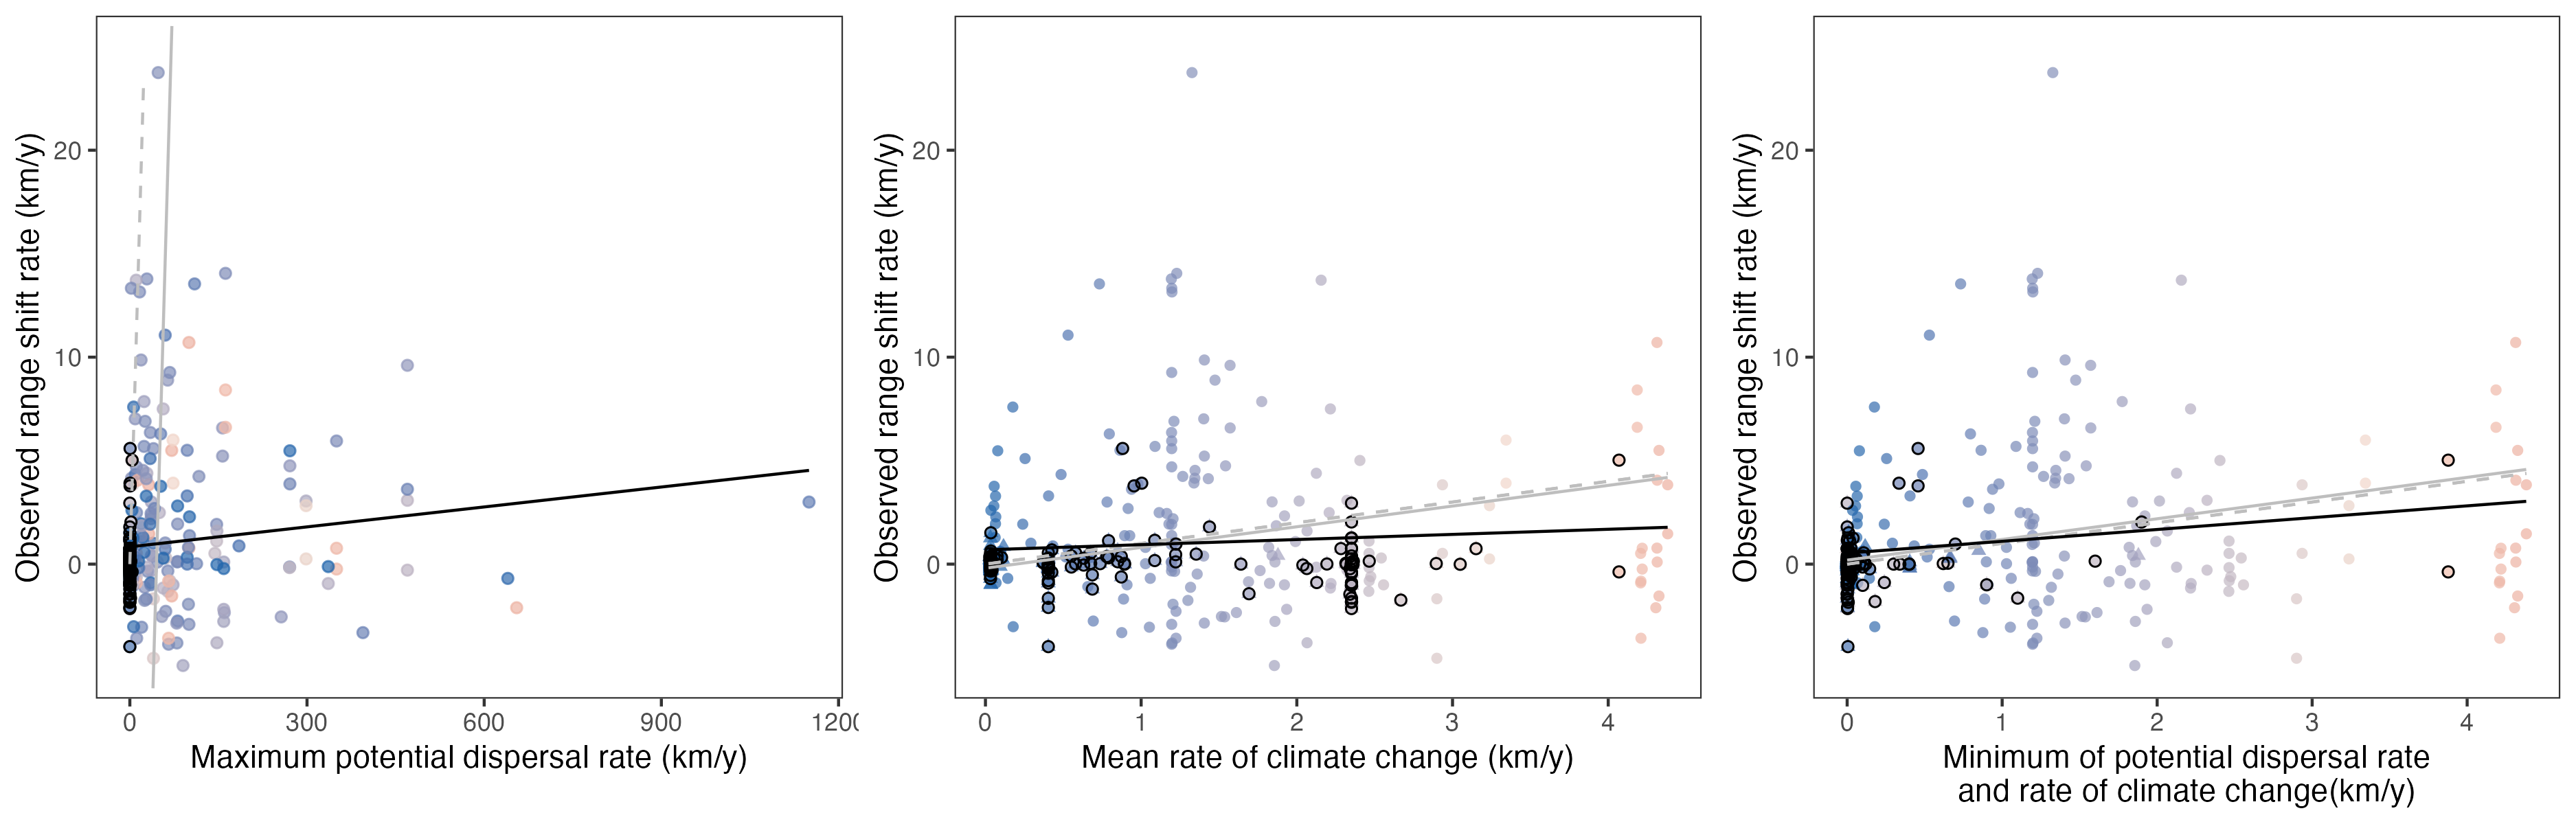 Observed range shift rate (km/y)
20
10
0
0 300 600 900 120
Maximum potential dispersal rate (km/y)
Observed range shift rate (km/y)
20
10
0
0 1 2 3 4
Mean rate of climate change (km/y)
Observed range shift rate (km/y)
20
10
0
0 1 2 3 4
Minimum of potential dispersal rate
and rate of climate change(km/y)